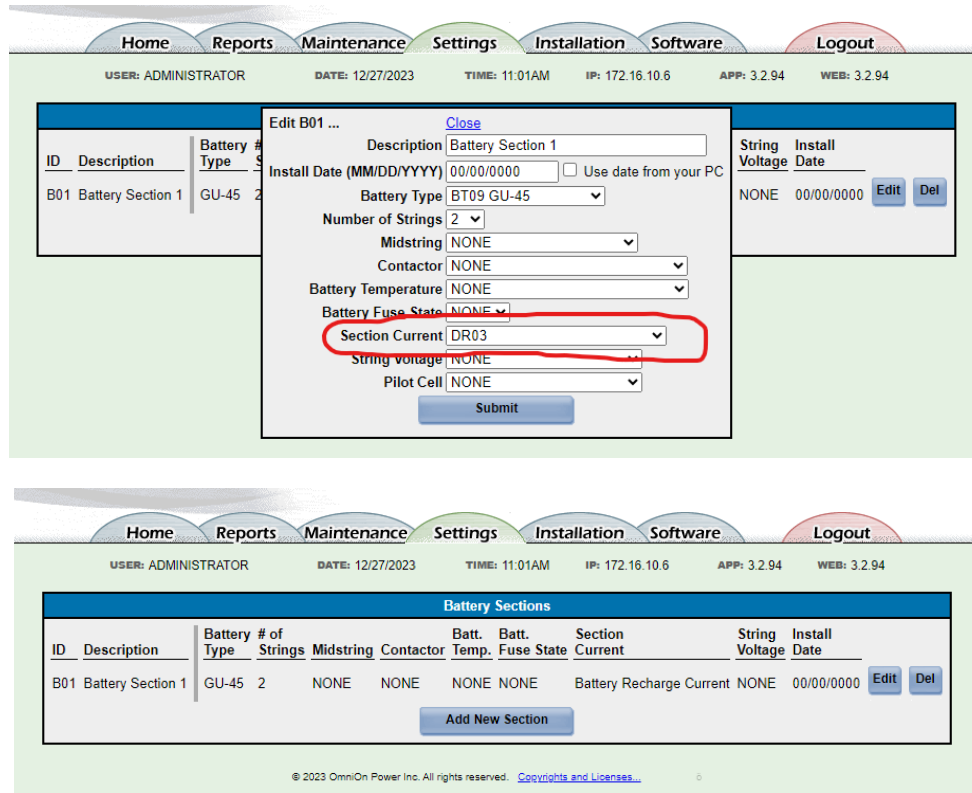 Home Reports Maintenance Settings Installation Software Logout
USER: ADMINISTRATOR DATE: 12/27/2023 TIME: 11:01AM IP: 172.16.10.6 APP: 3.2.94 WEB: 3.2.94
Edit B01 ... Close
Description Battery Section 1
Install Date (MM/DD/YYYY) 00/00/0000 Use date from your PC
Battery Type BT09 GU-45
Number of Strings 2
Midstring NONE
Contactor NONE
Battery Temperature NONE
Battery Fuse State NONE
Section Current DR03
String Voltage NONE
Pilot Cell NONE
Submit
Battery # String Install
ID Description Type S Voltage Date
B01 Battery Section 1 GU-45 2 NONE 00/00/0000 Edit Del
Home Reports Maintenance Settings Installation Software Logout
USER: ADMINISTRATOR DATE: 12/27/2023 TIME: 11:01AM IP: 172.16.10.6 APP: 3.2.94 WEB: 3.2.94
Battery Sections
Battery # of Batt. Batt. Section String Install
ID Description Type Strings Midstring Contactor Temp. Fuse State Current Voltage Date
B01 Battery Section 1 GU-45 2 NONE NONE NONE NONE Battery Recharge Current NONE 00/00/0000 Edit Del
Add New Section
© 2023 OmniOn Power Inc. All rights reserved. Copyrights and Licenses...